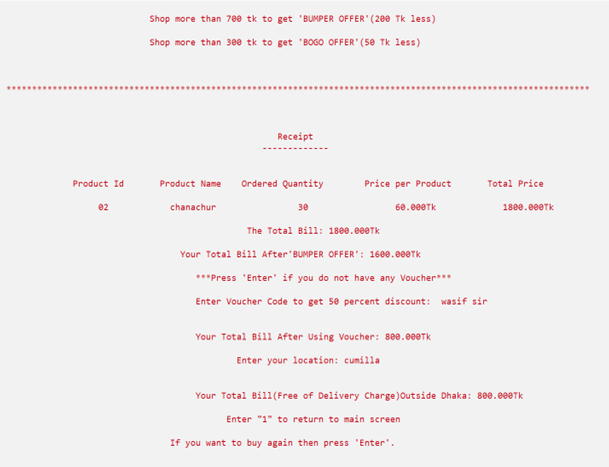 Shop more than 700 tk to get 'BUMPER OFFER'(200 Tk less)
Shop more than 300 tk to get 'BOGO OFFER'(50 Tk less)
******************************************************************************************************************
Receipt
-------------
Product Id Product Name Ordered Quantity Price per Product Total Price
02 chanachur 30 60.000Tk 1800.000Tk
The Total Bill: 1800.000Tk
Your Total Bill After'BUMPER OFFER': 1600.000Tk
***Press 'Enter' if you do not have any Voucher***
Enter Voucher Code to get 50 percent discount: wasif sir
Your Total Bill After Using Voucher: 800.000Tk
Enter your location: cumilla
Your Total Bill(Free of Delivery Charge)Outside Dhaka: 800.000Tk
Enter "1" to return to main screen
If you want to buy again then press 'Enter'.